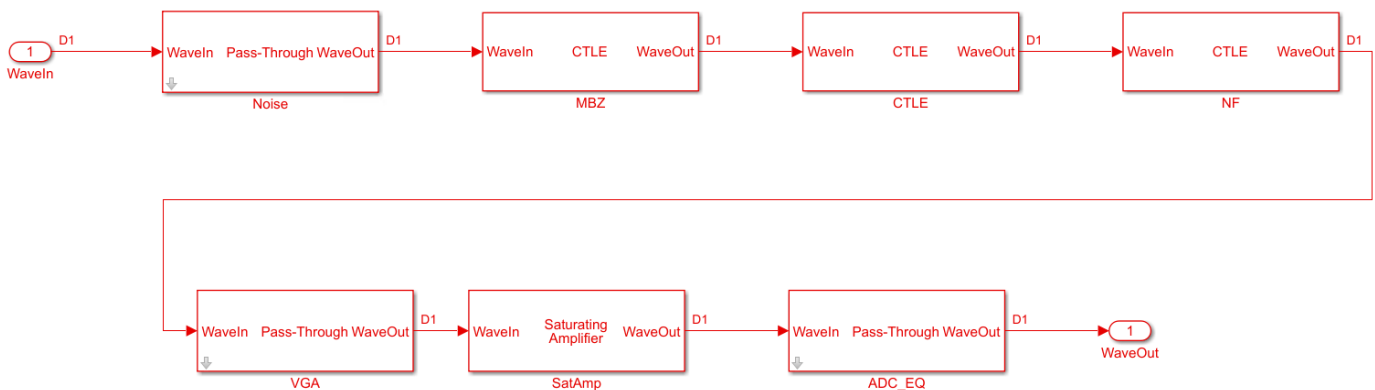 D1 D1 D1 D1 D1
1 WaveIn Pass-Through WaveOut WaveIn CTLE WaveOut WaveIn CTLE WaveOut WaveIn CTLE WaveOut
WaveIn
Noise MBZ CTLE NF
D1 D1 D1
WaveIn Pass-Through WaveOut WaveIn Saturating WaveOut WaveIn Pass-Through WaveOut 1
Amplifier
WaveOut
VGA SatAmp ADC_EQ